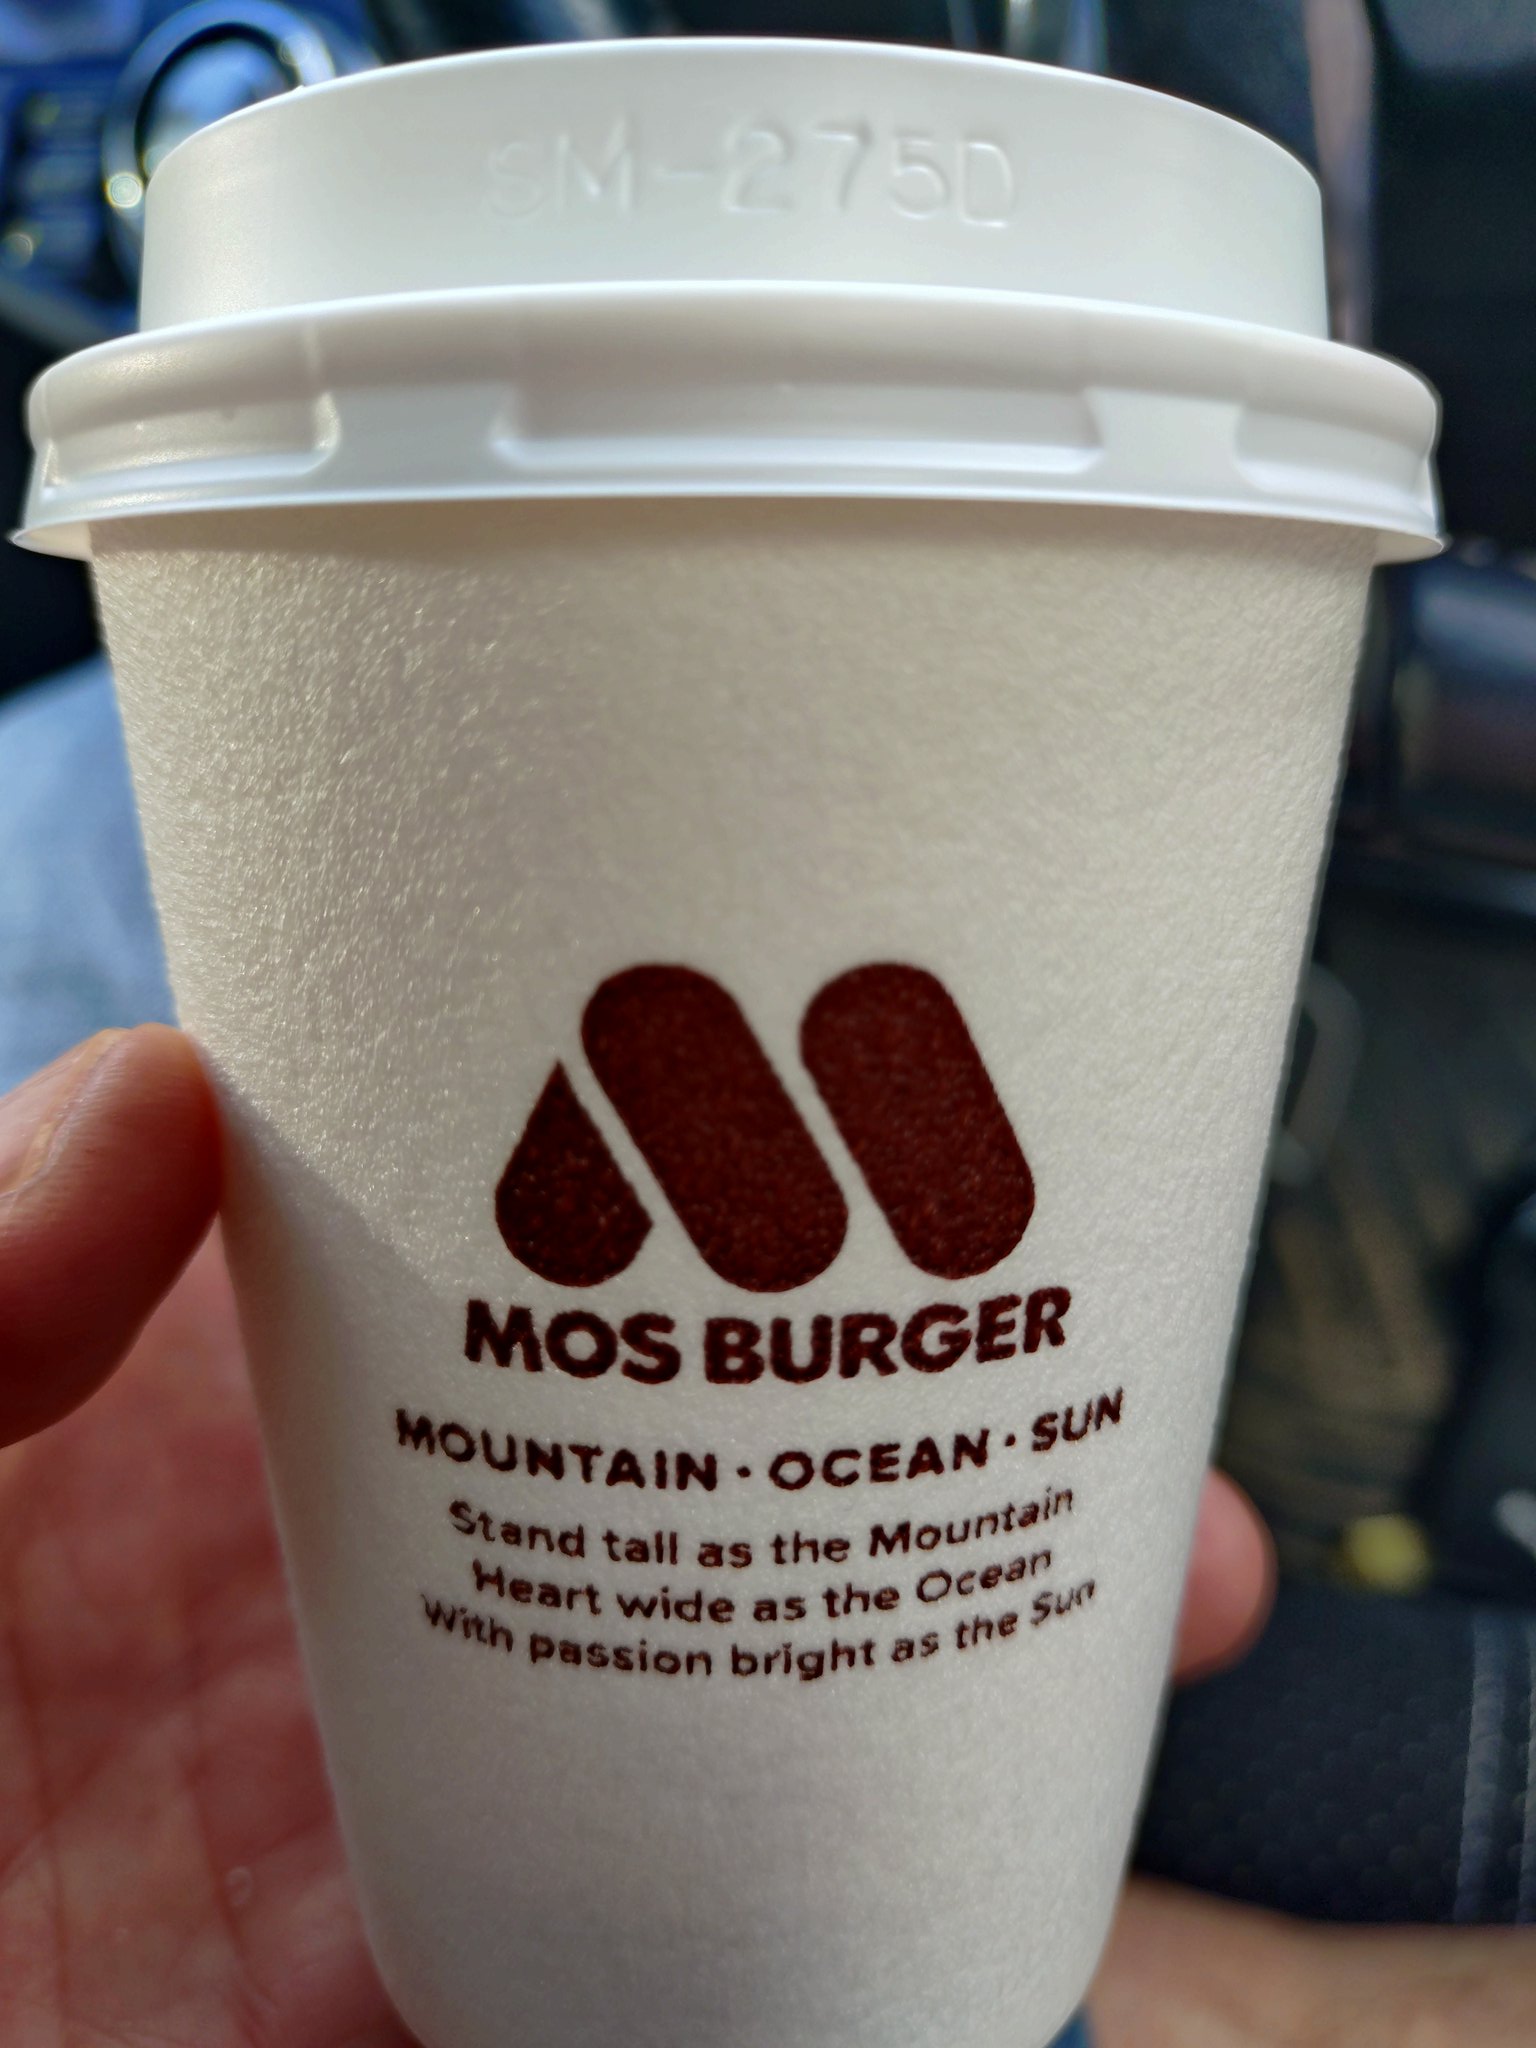 SM-275D
MOS BURGER
MOUNTAIN · OCEAN · SUN
Stand tall as the Mountain
Heart wide as the Ocean
With passion bright as the Sun